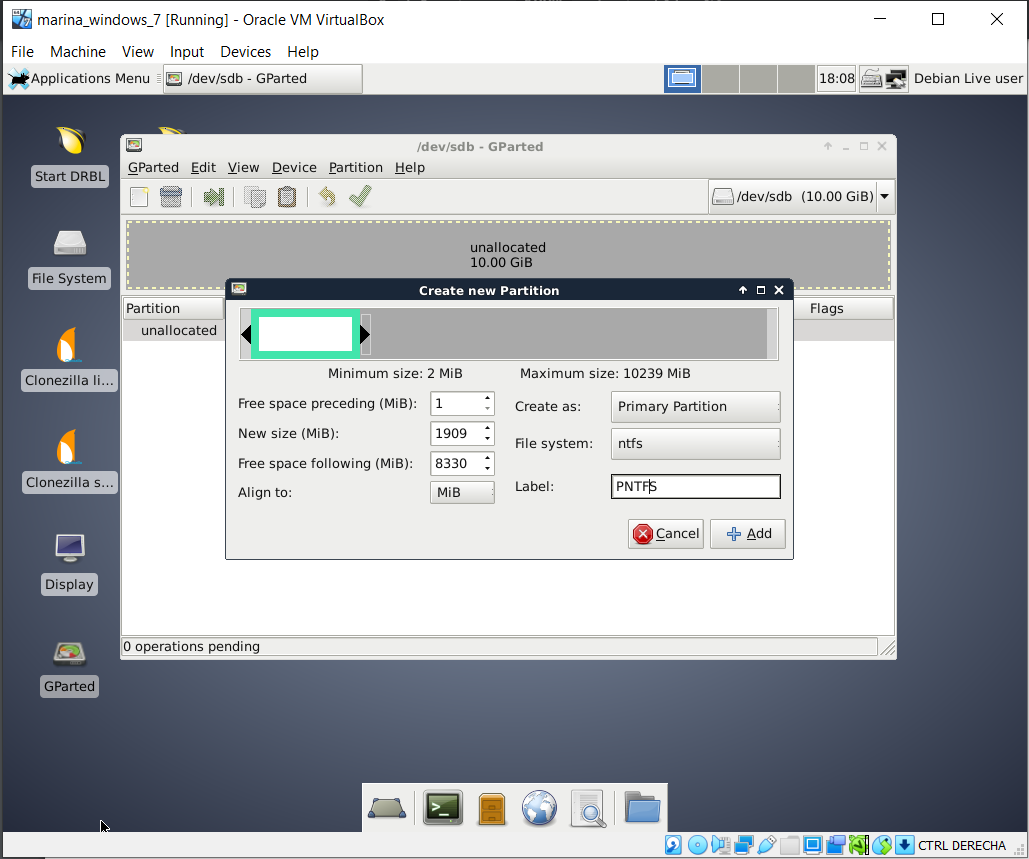 marina_windows_7 [Running] - Oracle VM VirtualBox
File Machine View Input Devices Help
Applications Menu /dev/sdb - GParted 18:08 Debian Live user
Start DRBL
File System
Clonezilla li...
Clonezilla s...
Display
GParted
/dev/sdb - GParted
GParted Edit View Device Partition Help
/dev/sdb (10.00 GiB)
unallocated
10.00 GiB
Partition Flags
unallocated
Create new Partition
Minimum size: 2 MiB Maximum size: 10239 MiB
Free space preceding (MiB): 1 Create as: Primary Partition
New size (MiB): 1909 File system: ntfs
Free space following (MiB): 8330
Align to: MiB Label: PNTFS
Cancel Add
0 operations pending
CTRL DERECHA